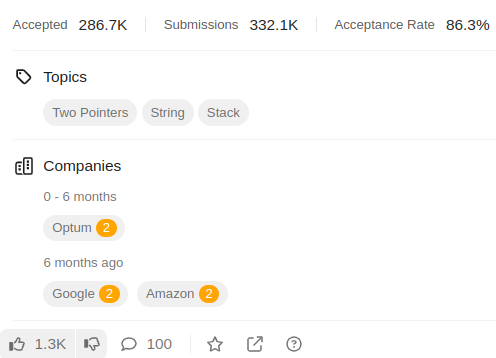 Accepted 286.7K Submissions 332.1K Acceptance Rate 86.3%
Topics
Two Pointers String Stack
Companies
0 - 6 months
Optum 2
6 months ago
Google 2 Amazon 2
1.3K 100